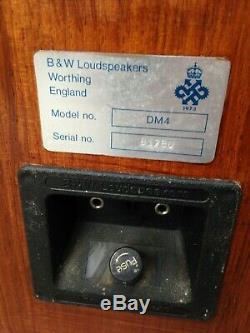 B&W Loudspeakers
Worthing
England
1973
Model no. DM4
Serial no.
FUSE